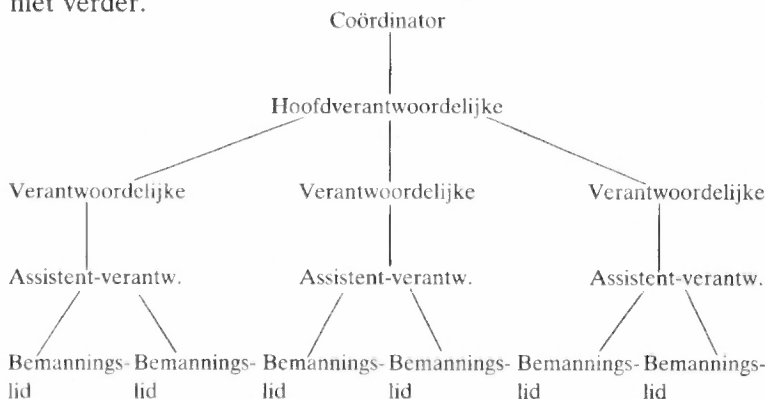 niet verder.
Coördinator
Hoofdverantwoordelijke
Verantwoordelijke Verantwoordelijke Verantwoordelijke
Assistent-verantw. Assistent-verantw. Assistent-verantw.
Bemannings- Bemannings- Bemannings- Bemannings- Bemannings- Bemannings-
lid lid lid lid lid lid